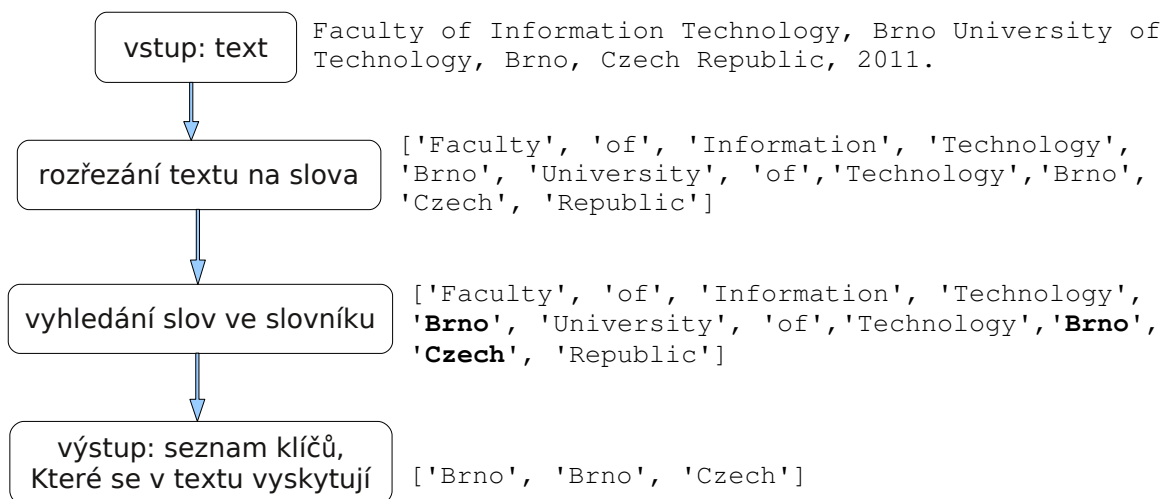 vstup: text
Faculty of Information Technology, Brno University of
Technology, Brno, Czech Republic, 2011.
rozřezání textu na slova
['Faculty', 'of', 'Information', 'Technology',
'Brno', 'University', 'of','Technology','Brno',
'Czech', 'Republic']
vyhledání slov ve slovníku
['Faculty', 'of', 'Information', 'Technology',
'Brno', 'University', 'of','Technology','Brno',
'Czech', 'Republic']
výstup: seznam klíčů,
Které se v textu vyskytují
['Brno', 'Brno', 'Czech']